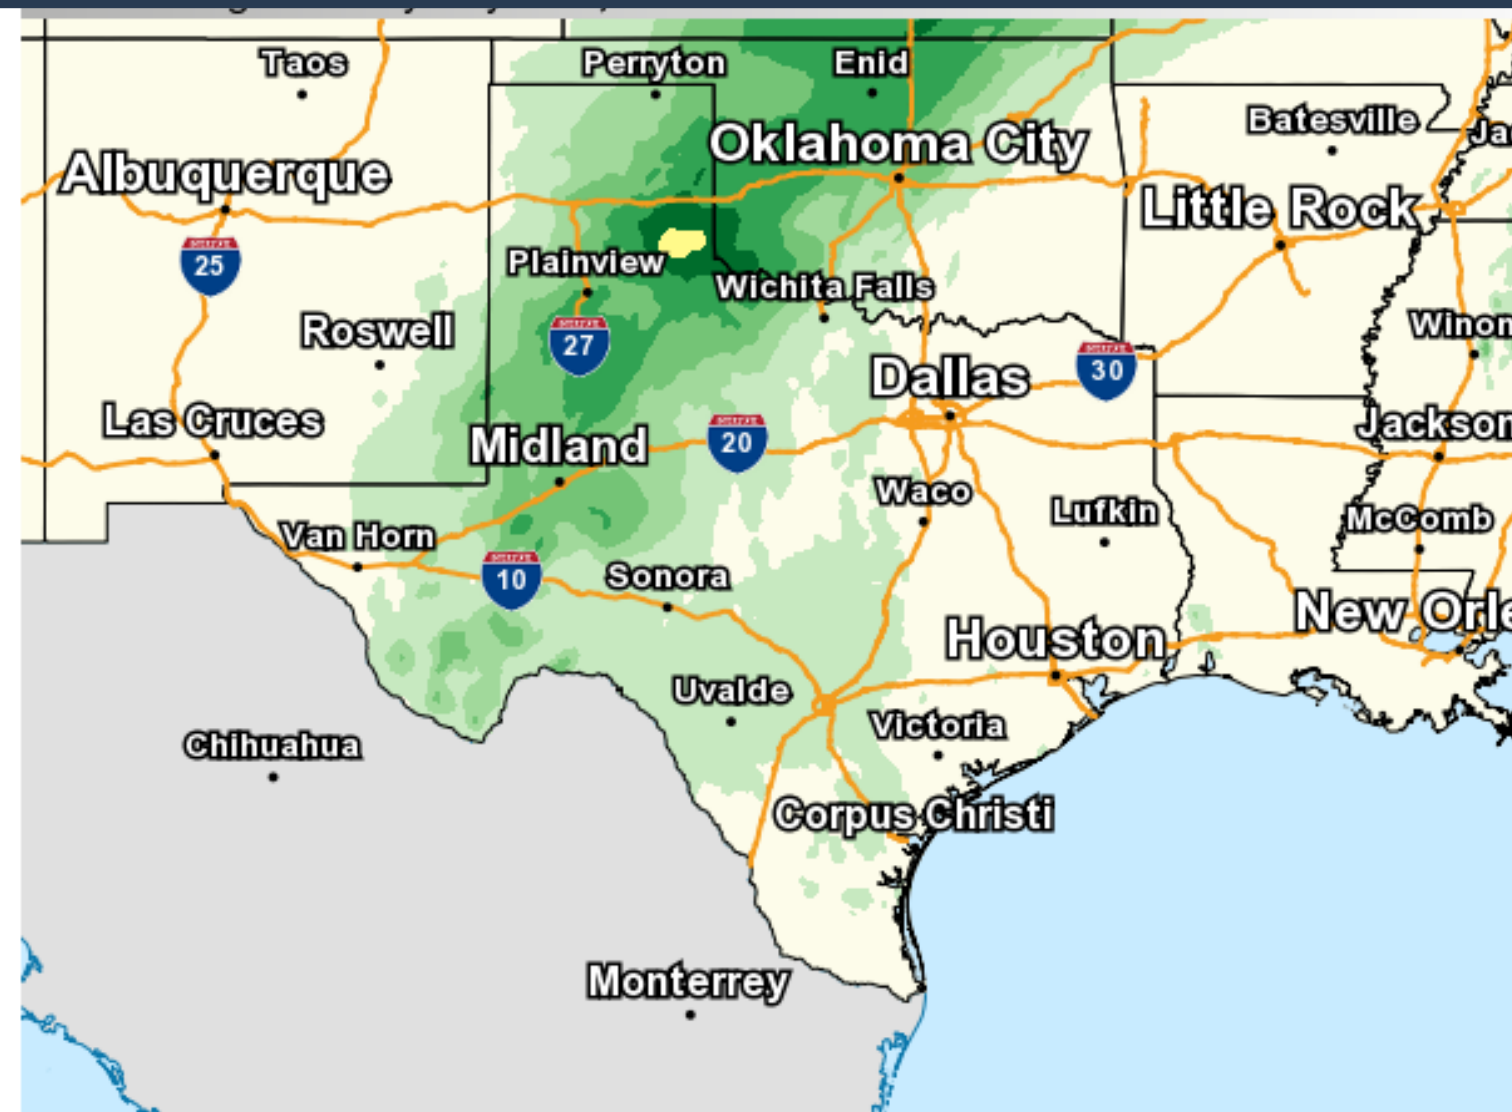 Taos
Perryton
Enid
Batesville
Oklahoma City
Albuquerque
Little Rock
25
Plainview
Wichita Falls
Roswell
27
30
Dallas
Las Cruces
20
Jackson
Midland
Waco
Lufkin
McComb
Van Horn
10
Sonora
New
Houston
Uvalde
Victoria
Chihuahua
Corpus Christi
Monterrey